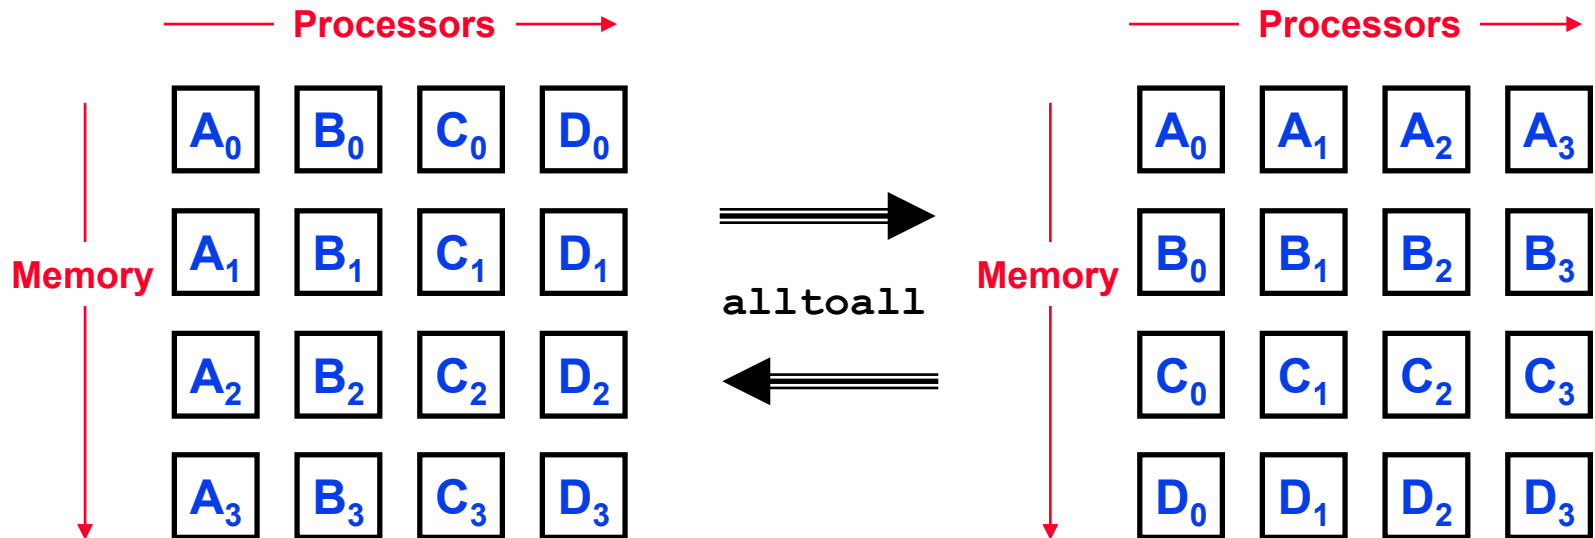 Processors Processors
A₀ B₀ C₀ D₀ A₀ A₁ A₂ A₃
A₁ B₁ C₁ D₁ B₀ B₁ B₂ B₃
Memory Memory
alltoall
A₂ B₂ C₂ D₂ C₀ C₁ C₂ C₃
A₃ B₃ C₃ D₃ D₀ D₁ D₂ D₃